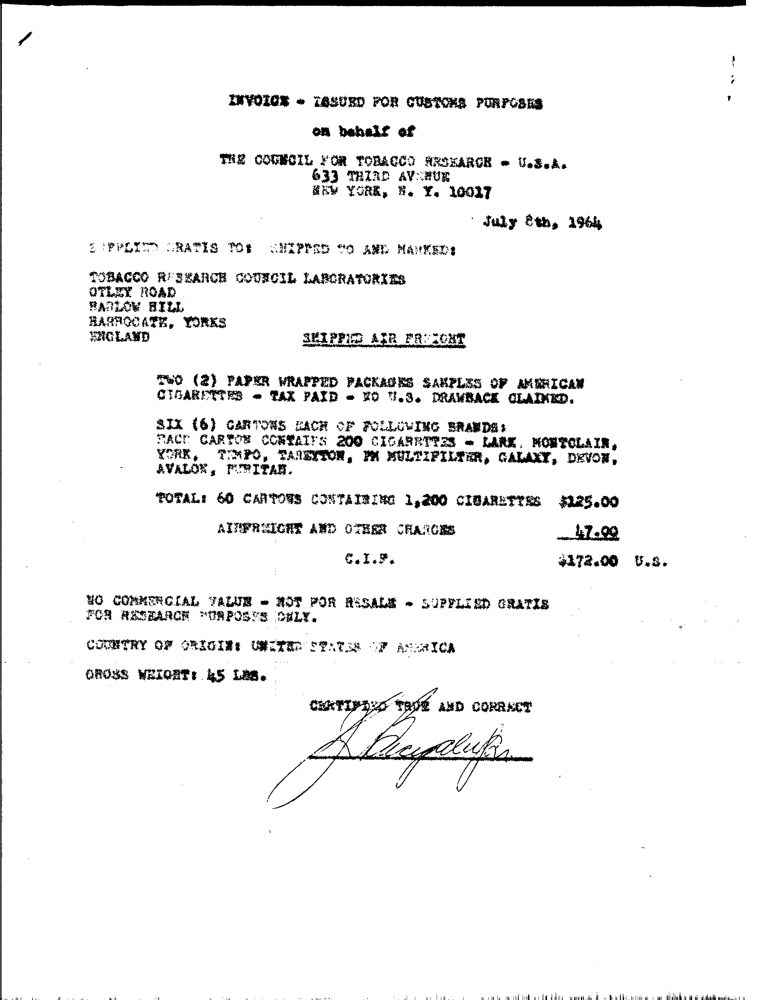 INVOICE - ISSUED FOR CUSTOMS PURPOSES
on behalf of
THE COUNCIL FOR TOBACCO RESEARCH - U.S.A.
633 THIRD AVENUE
NEW YORK, N. Y. 10017
July 8th, 1964
SUPPLIED GRATIS TO: SHIPPED TO AND MARKED:
TOBACCO RESEARCH COUNCIL LABORATORIES
OTLEY ROAD
HARLOW HILL
HARROGATE, YORKS
ENGLAND
SHIPPED AIR FREIGHT
TWO (2) PAPER WRAPPED PACKAGES SAMPLES OF AMERICAN
CIGARETTES - TAX PAID - NO U.S. DRAWBACK CLAIMED.
SIX (6) CARTONS EACH OF FOLLOWING BRANDS:
EACH CARTON CONTAINS 200 CIGARETTES - LARK, MONTCLAIR,
YORK, TEMPO, TAREYTON, PM MULTIFILTER, GALAXY, DEVON,
AVALON, PURITAN.
TOTAL: 60 CARTONS CONTAINING 1,200 CIGARETTES $125.00
AIRFREIGHT AND OTHER CHARGES 47.00
C.I.F. $172.00 U.S.
NO COMMERCIAL VALUE - NOT FOR RESALE - SUPPLIED GRATIS
FOR RESEARCH PURPOSES ONLY.
COUNTRY OF ORIGIN: UNITED STATES OF AMERICA
GROSS WEIGHT: 45 LBS.
CERTIFIED TRUE AND CORRECT